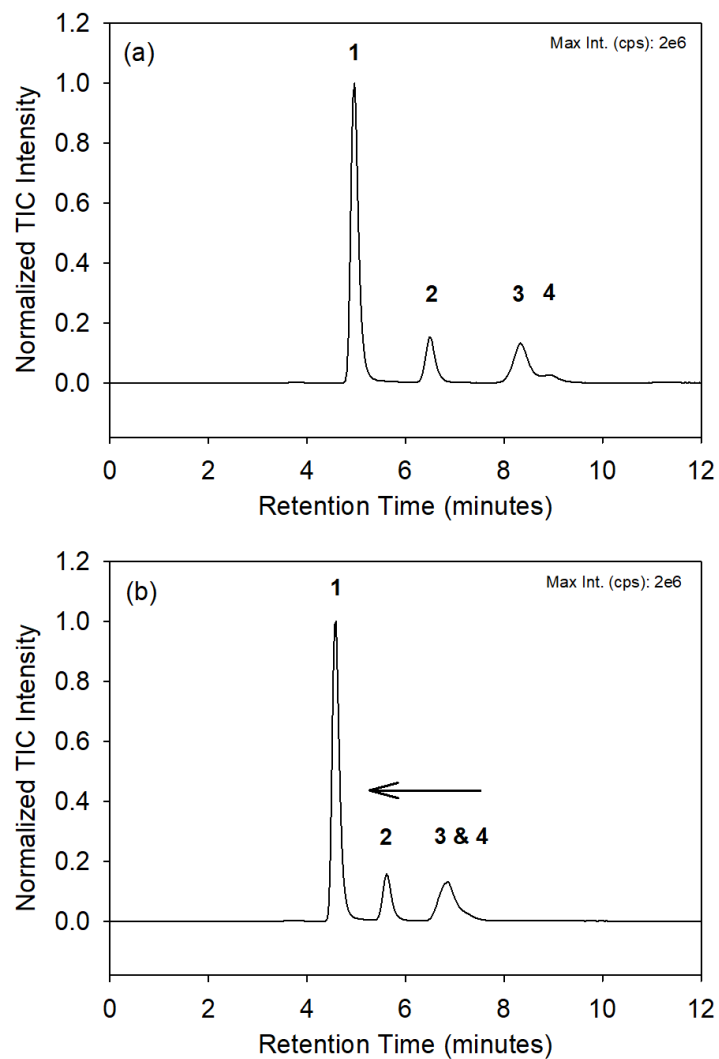 (a)
Max Int. (cps): 2e6
1
2
3 4
1.2
1.0
0.8
0.6
0.4
0.2
0.0
Normalized TIC Intensity
0 2 4 6 8 10 12
Retention Time (minutes)
(b)
Max Int. (cps): 2e6
1
2
3 & 4
1.2
1.0
0.8
0.6
0.4
0.2
0.0
Normalized TIC Intensity
0 2 4 6 8 10 12
Retention Time (minutes)